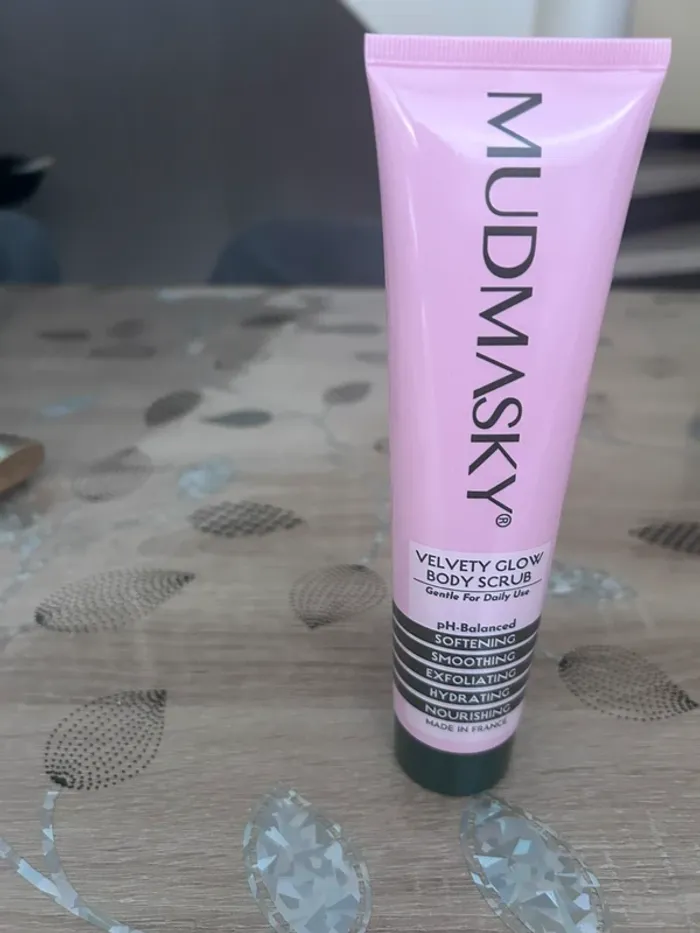 MUDMASKY®
VELVETY GLOW
BODY SCRUB
Gentle For Daily Use
pH-Balanced
SOFTENING
SMOOTHING
EXFOLIATING
HYDRATING
NOURISHING
MADE IN FRANCE